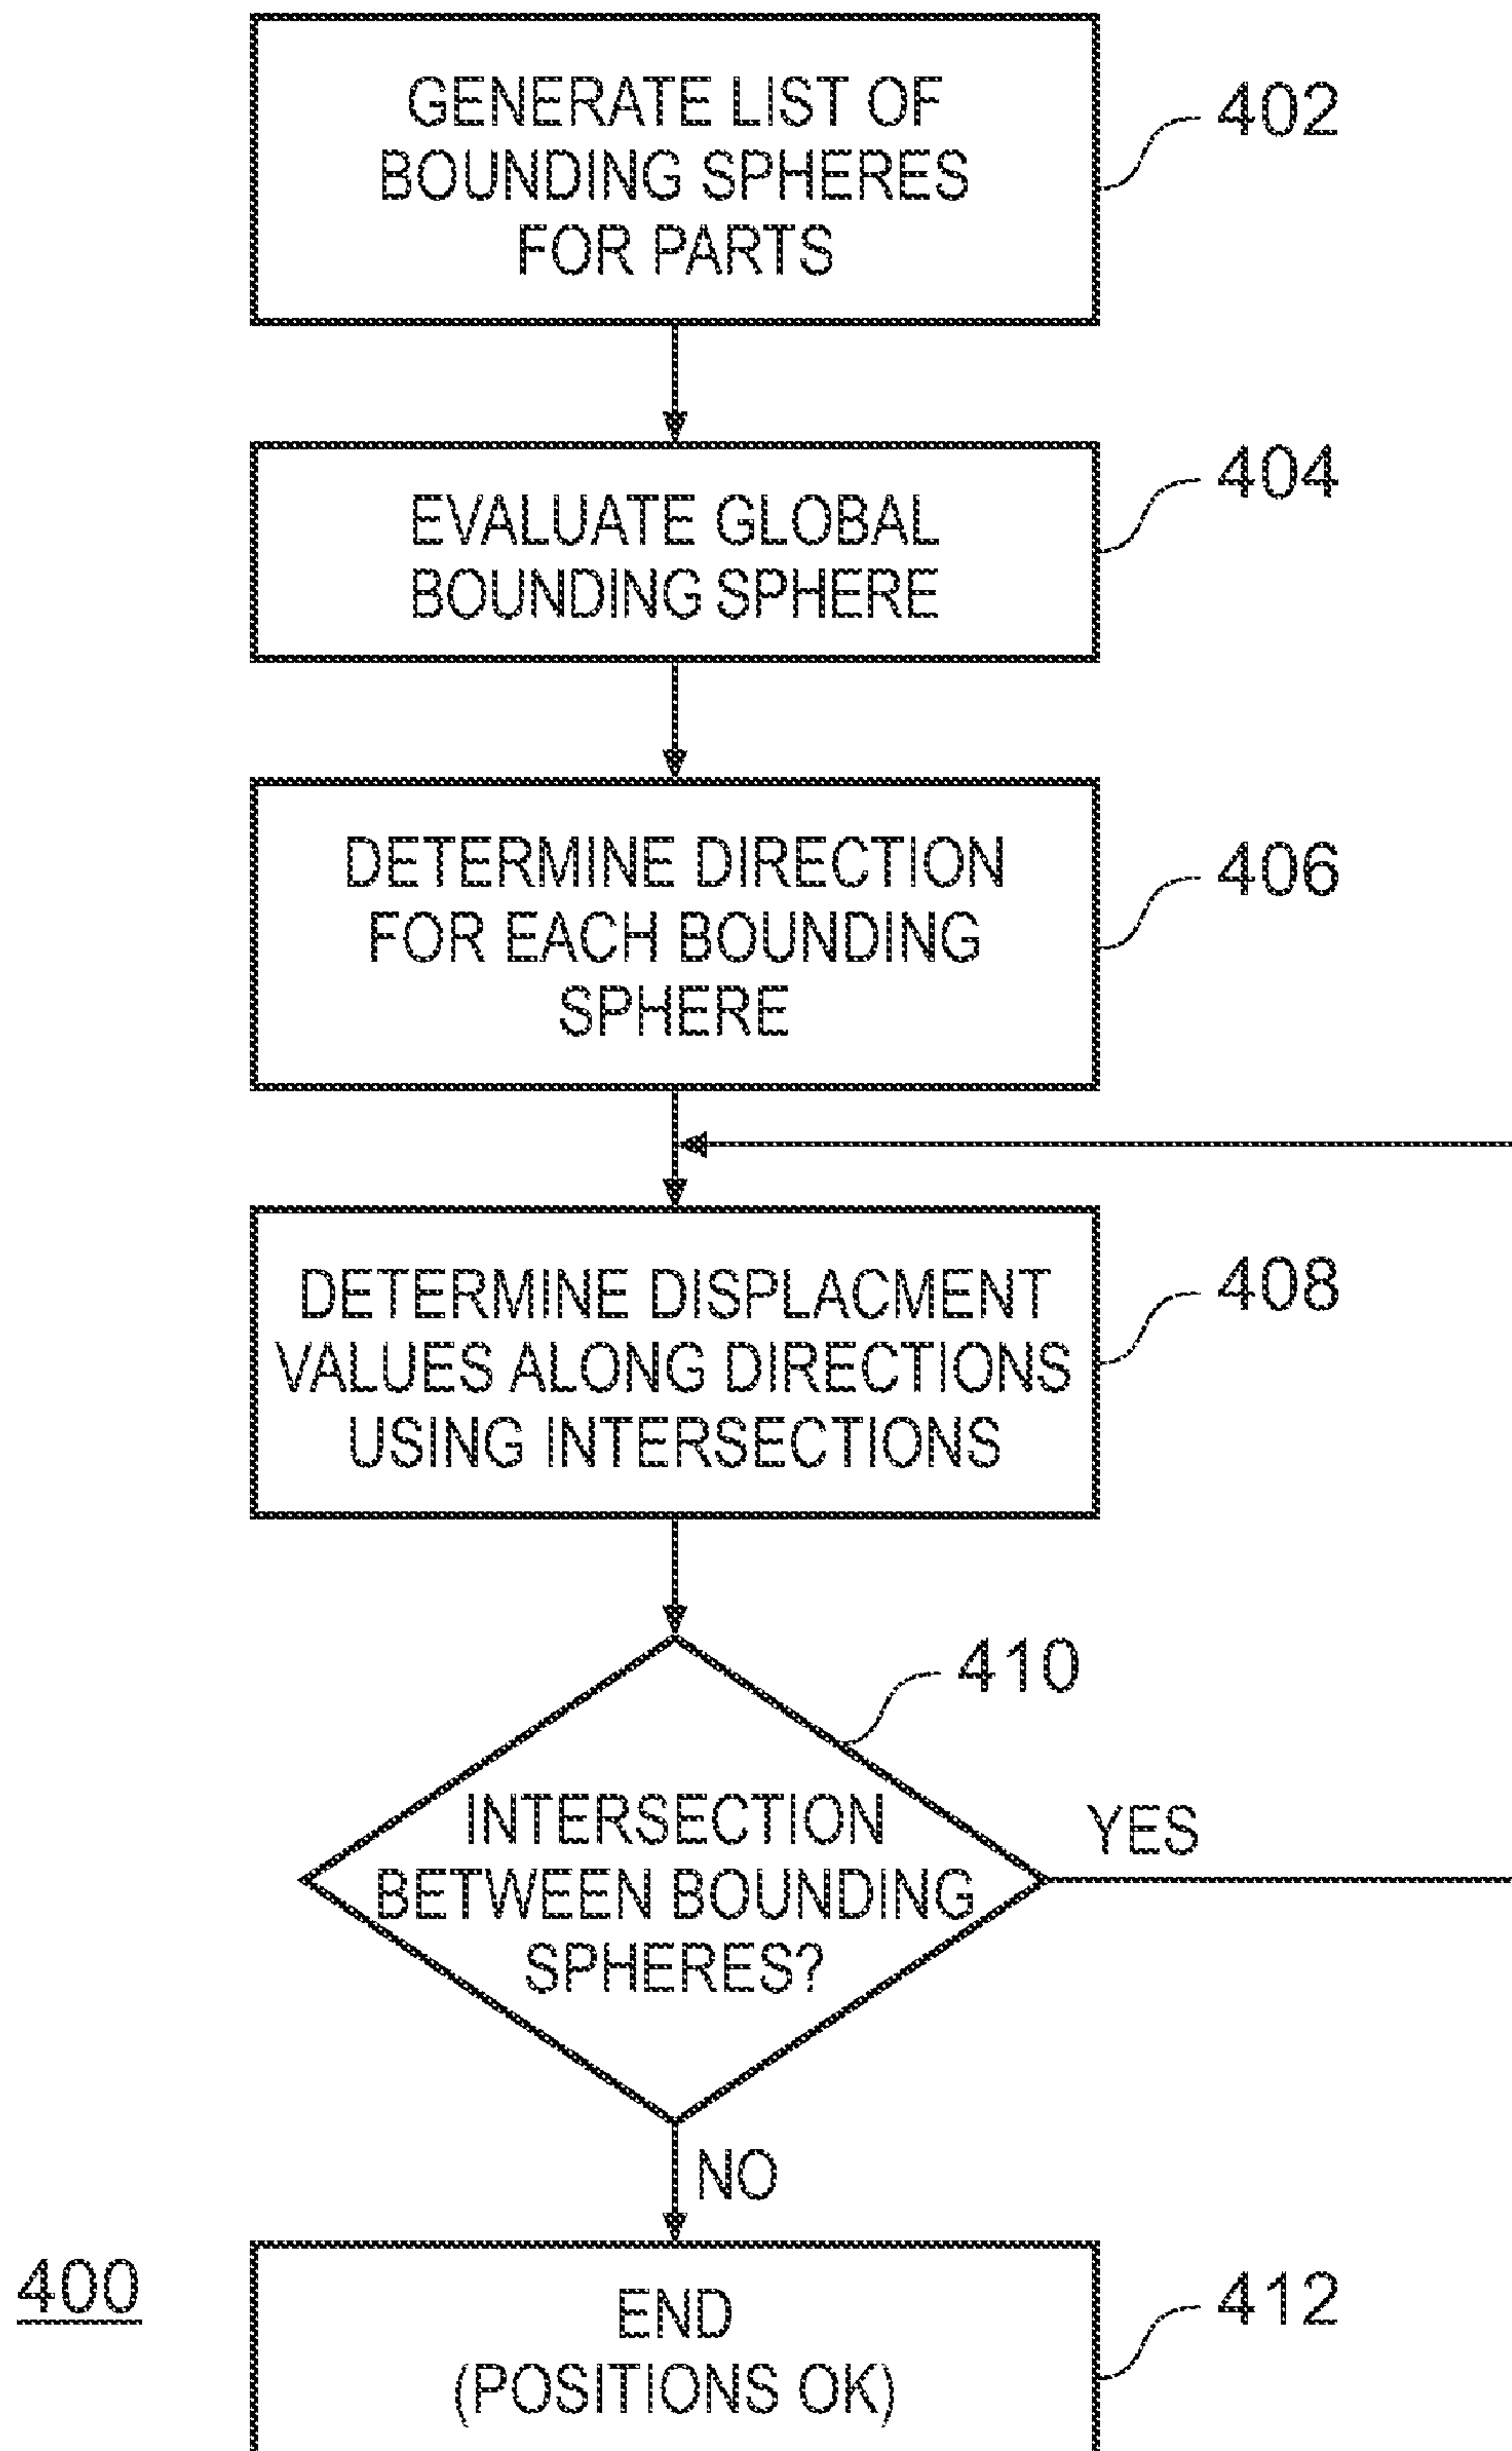 GENERATE LIST OF
BOUNDING SPHERES
FOR PARTS
402
EVALUATE GLOBAL
BOUNDING SPHERE
404
DETERMINE DIRECTION
FOR EACH BOUNDING
SPHERE
406
DETERMINE DISPLACMENT
VALUES ALONG DIRECTIONS
USING INTERSECTIONS
408
410
INTERSECTION
BETWEEN BOUNDING
SPHERES?
YES
NO
400
END
(POSITIONS OK)
412